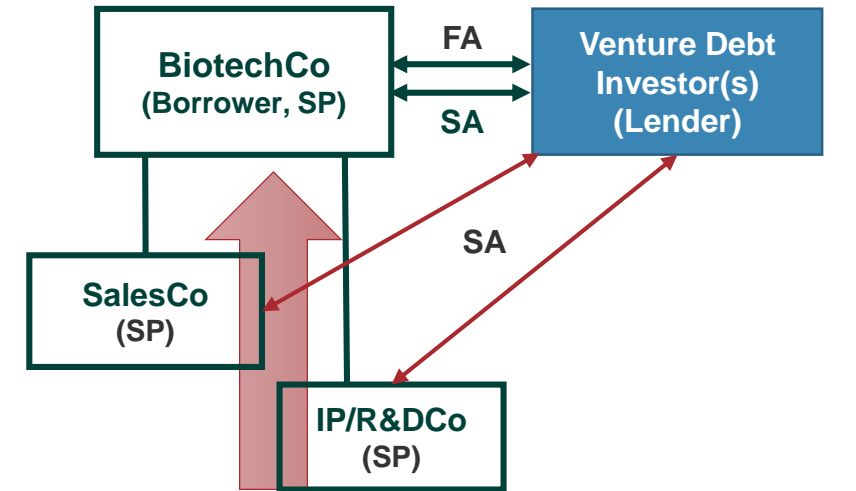 BiotechCo
(Borrower, SP)
FA
SA
Venture Debt
Investor(s)
(Lender)
SA
SalesCo
(SP)
IP/R&DCo
(SP)